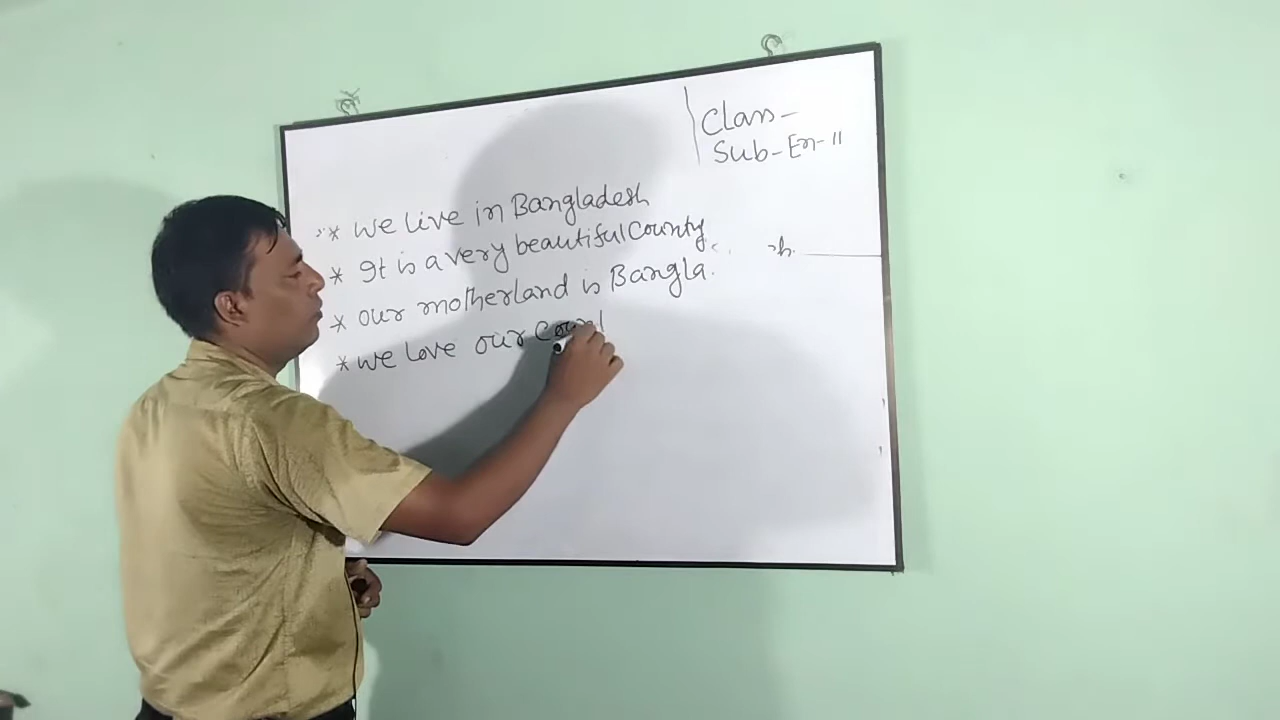 Class-
Sub-En-II
* We live in Bangladesh
* It is a very beautiful County.
* our motherland is Bangla.
* we love our Count